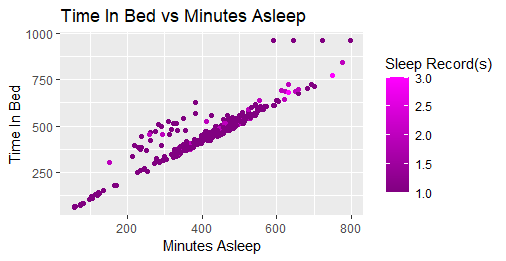 Time In Bed vs Minutes Asleep
Time In Bed
1000
750
500
250
200 400 600 800
Minutes Asleep
Sleep Record(s)
3.0
2.5
2.0
1.5
1.0